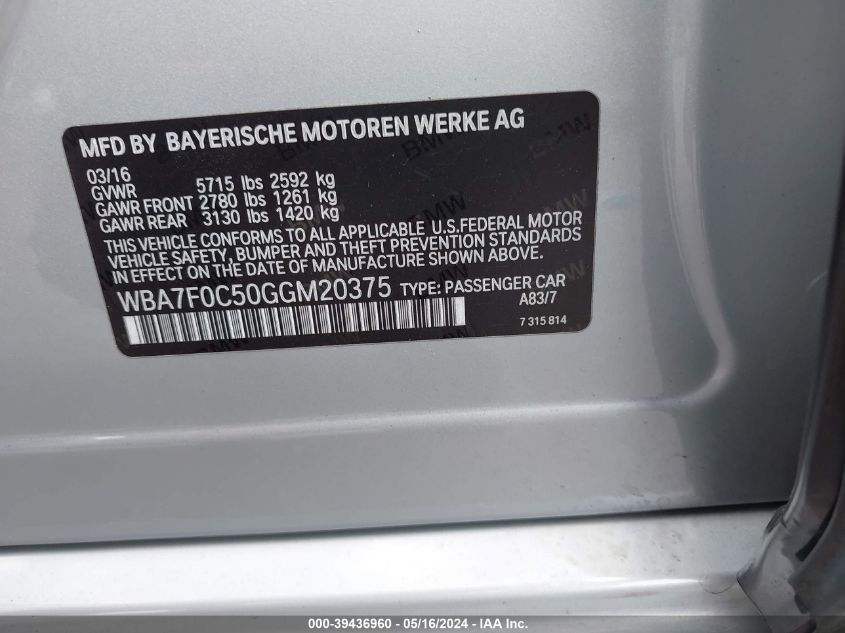 MFD BY BAYERISCHE MOTOREN WERKE AG
03/16
GVWR 5715 lbs 2592 kg
GAWR FRONT 2780 lbs 1261 kg
GAWR REAR 3130 lbs 1420 kg
THIS VEHICLE CONFORMS TO ALL APPLICABLE U.S.FEDERAL MOTOR
VEHICLE SAFETY, BUMPER AND THEFT PREVENTION STANDARDS
IN EFFECT ON THE DATE OF MANUFACTURE SHOWN ABOVE.
WBA7F0C50GGM20375 TYPE: PASSENGER CAR
A83/7
7 315 814
000-39436960 - 05/16/2024 - IAA Inc.